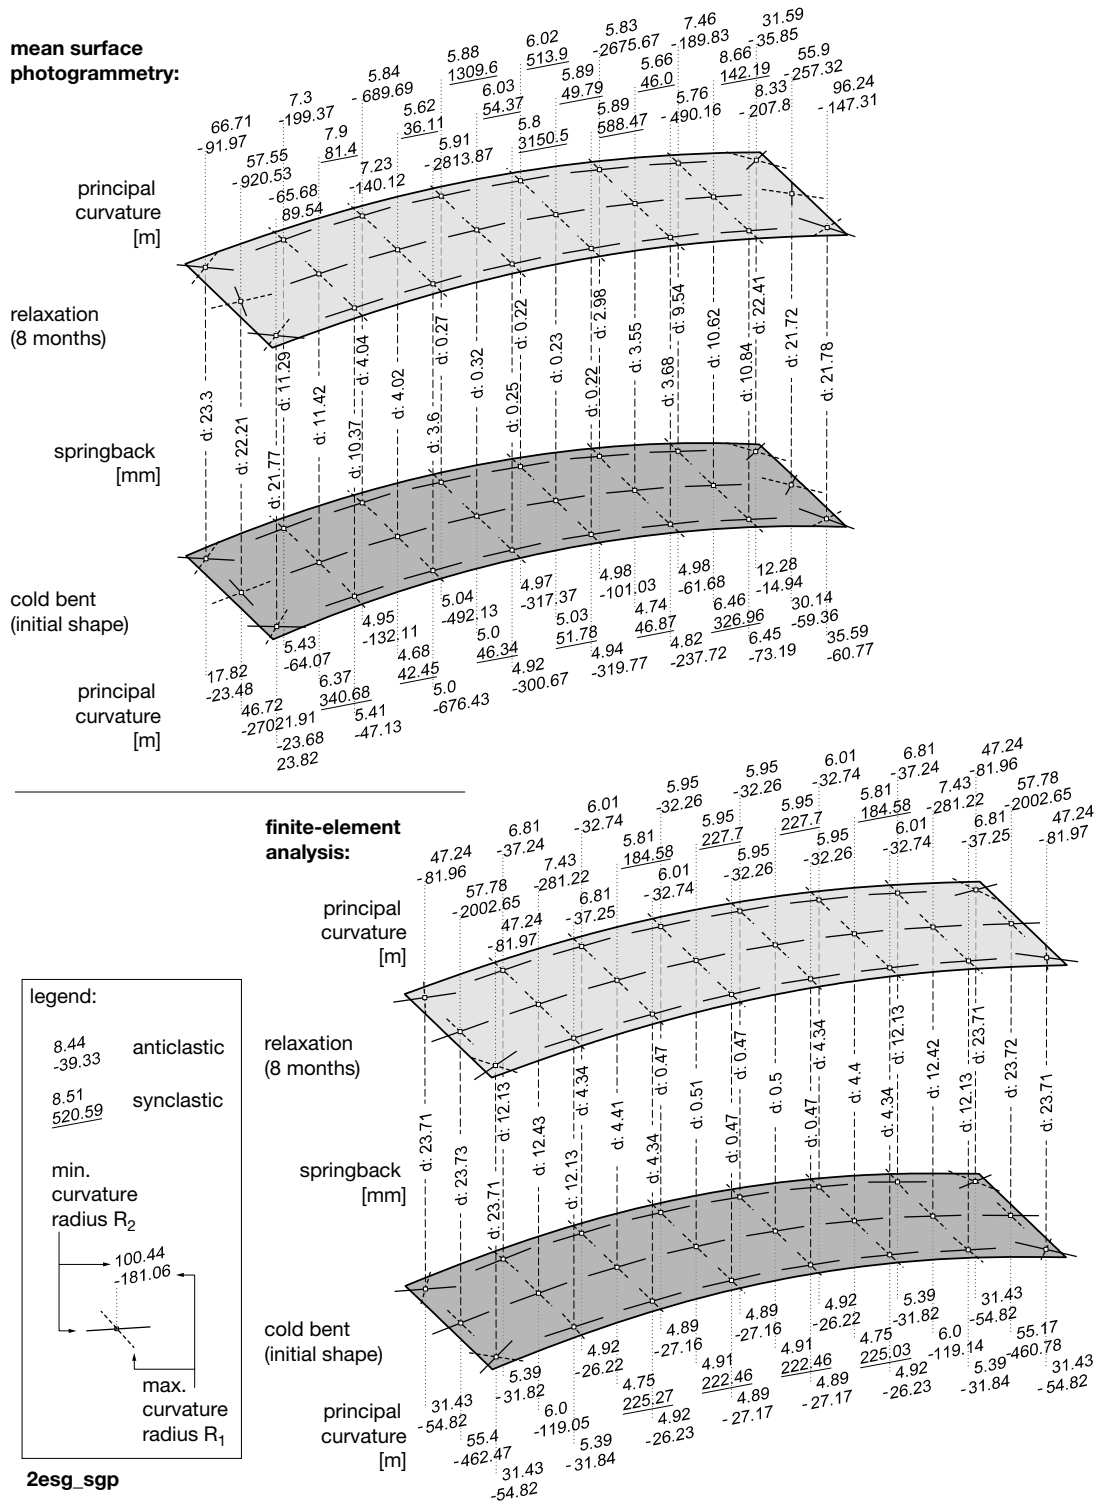 mean surface
photogrammetry:
66.71
-91.97
7.3
-199.37
5.84
-689.69
5.88
1309.6
6.02
513.9
5.83
-2675.67
7.46
-189.83
31.59
-35.85
57.55
-920.53
7.9
81.4
5.62
36.11
6.03
54.37
5.89
49.79
5.66
46.0
8.66
142.19
55.9
-257.32
-65.68
89.54
7.23
-140.12
5.91
-2813.87
5.8
3150.5
5.89
588.47
5.76
-490.16
8.33
-207.8
96.24
-147.31
principal
curvature
[m]
relaxation
(8 months)
d: 23.3
d: 22.21
d: 21.77
d: 11.29
d: 11.42
d: 10.37
d: 4.04
d: 4.02
d: 3.6
d: 0.27
d: 0.32
d: 0.25
d: 0.22
d: 0.23
d: 0.22
d: 2.98
d: 3.55
d: 3.68
d: 9.54
d: 10.62
d: 10.84
d: 22.41
d: 21.72
d: 21.78
springback
[mm]
cold bent
(initial shape)
17.82
-23.48
5.43
-64.07
4.95
-132.11
5.04
-492.13
4.97
-317.37
4.98
-101.03
4.98
-61.68
12.28
-14.94
46.72
-27021.91
6.37
340.68
4.68
42.45
5.0
46.34
5.03
51.78
4.74
46.87
6.46
326.96
30.14
-59.36
-23.68
23.82
5.41
-47.13
5.0
-676.43
4.92
-300.67
4.94
-319.77
4.82
-237.72
6.45
-73.19
35.59
-60.77
principal
curvature
[m]
finite-element
analysis:
47.24
-81.96
6.81
-37.24
6.01
-32.74
5.95
-32.26
5.95
-32.26
6.01
-32.74
6.81
-37.24
47.24
-81.96
57.78
-2002.65
7.43
-281.22
5.81
184.58
5.95
227.7
5.95
227.7
5.81
184.58
7.43
-281.22
57.78
-2002.65
47.24
-81.97
6.81
-37.25
6.01
-32.74
5.95
-32.26
5.95
-32.26
6.01
-32.74
6.81
-37.25
47.24
-81.97
principal
curvature
[m]
relaxation
(8 months)
d: 23.71
d: 23.73
d: 23.71
d: 12.13
d: 12.43
d: 12.13
d: 4.34
d: 4.41
d: 4.34
d: 0.47
d: 0.51
d: 0.47
d: 0.47
d: 0.5
d: 0.47
d: 4.34
d: 4.4
d: 4.34
d: 12.13
d: 12.42
d: 12.13
d: 23.71
d: 23.72
d: 23.71
springback
[mm]
cold bent
(initial shape)
31.43
-54.82
5.39
-31.82
4.92
-26.22
4.89
-27.16
4.89
-27.16
4.92
-26.22
5.39
-31.82
31.43
-54.82
55.4
-462.47
6.0
-119.05
4.75
225.27
4.91
222.46
4.91
222.46
4.75
225.03
6.0
-119.14
55.17
-460.78
31.43
-54.82
5.39
-31.84
4.92
-26.23
4.89
-27.17
4.89
-27.17
4.92
-26.23
5.39
-31.84
31.43
-54.82
principal
curvature
[m]
legend:
8.44
-39.33
anticlastic
8.51
520.59
synclastic
min.
curvature
radius R2
100.44
-181.06
max.
curvature
radius R1
2esg_sgp